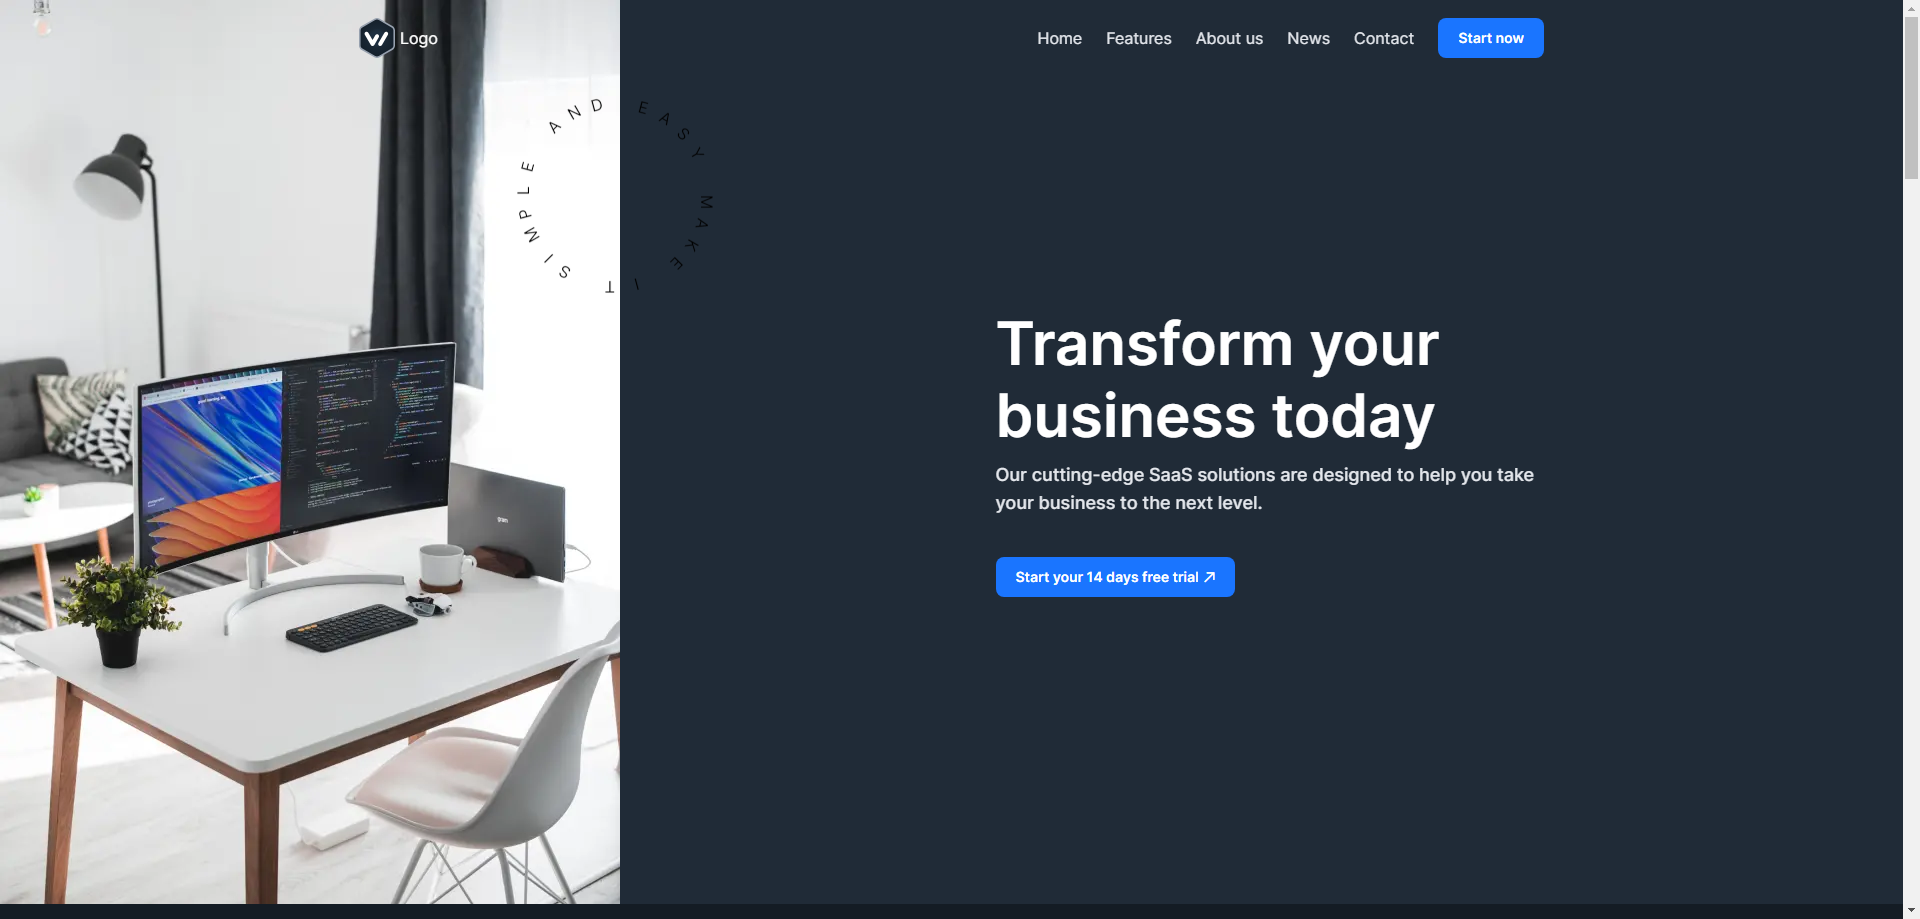 Logo
Home Features About us News Contact Start now
SIMPLE AND EASY MAKE IT
Transform your
business today
Our cutting-edge SaaS solutions are designed to help you take
your business to the next level.
Start your 14 days free trial
gram